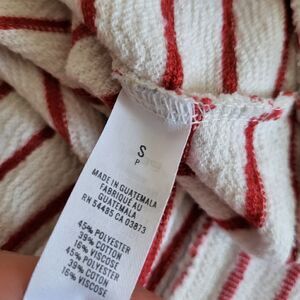 S
P
MADE IN GUATEMALA
FABRIQUÉ AU
GUATEMALA
RN 54485 CA 03873
45% POLYESTER
39% COTTON
16% VISCOSE
45% POLYESTER
39% COTON
16% VISCOSE